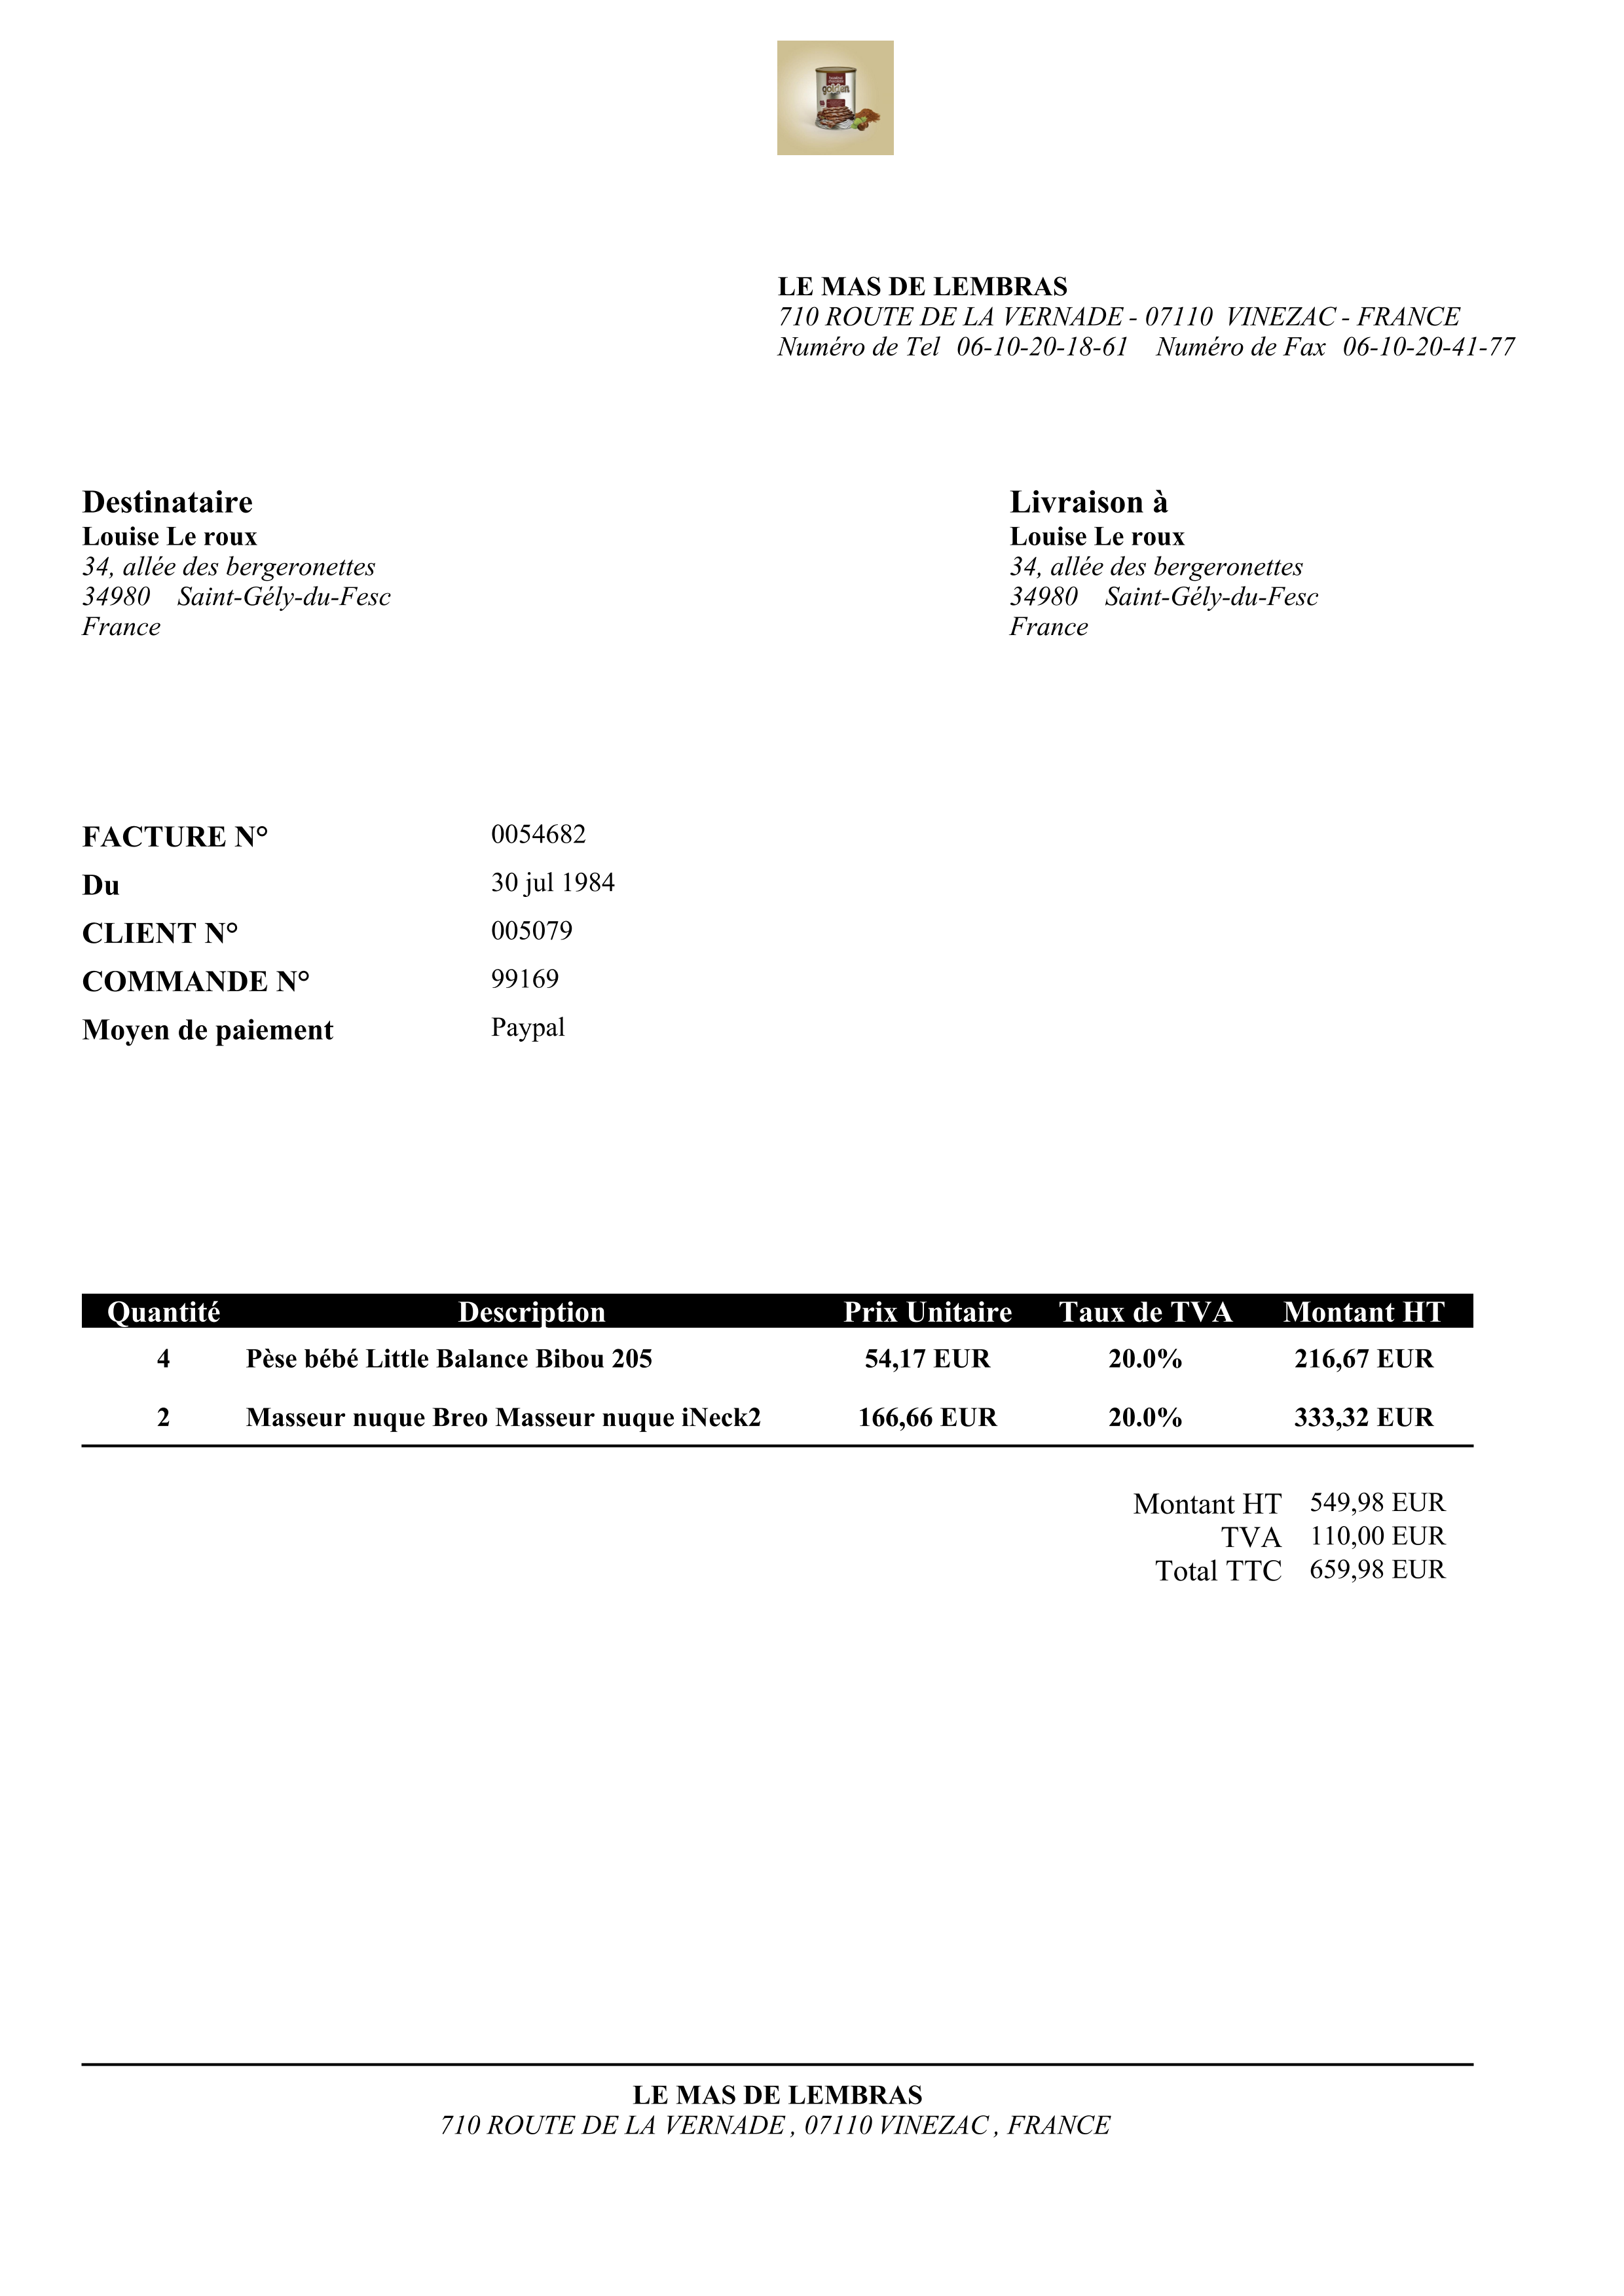 LE MAS DE LEMBRAS
710 ROUTE DE LA VERNADE - 07110 VINEZAC - FRANCE
Numéro de Tel 06-10-20-18-61 Numéro de Fax 06-10-20-41-77
Destinataire
Louise Le roux
34, allée des bergeronettes
34980 Saint-Gély-du-Fesc
France
Livraison à
Louise Le roux
34, allée des bergeronettes
34980 Saint-Gély-du-Fesc
France
FACTURE N° 0054682
Du 30 jul 1984
CLIENT N° 005079
COMMANDE N° 99169
Moyen de paiement Paypal
Quantité Description Prix Unitaire Taux de TVA Montant HT
4 Pèse bébé Little Balance Bibou 205 54,17 EUR 20.0% 216,67 EUR
2 Masseur nuque Breo Masseur nuque iNeck2 166,66 EUR 20.0% 333,32 EUR
Montant HT 549,98 EUR
TVA 110,00 EUR
Total TTC 659,98 EUR
LE MAS DE LEMBRAS
710 ROUTE DE LA VERNADE , 07110 VINEZAC , FRANCE